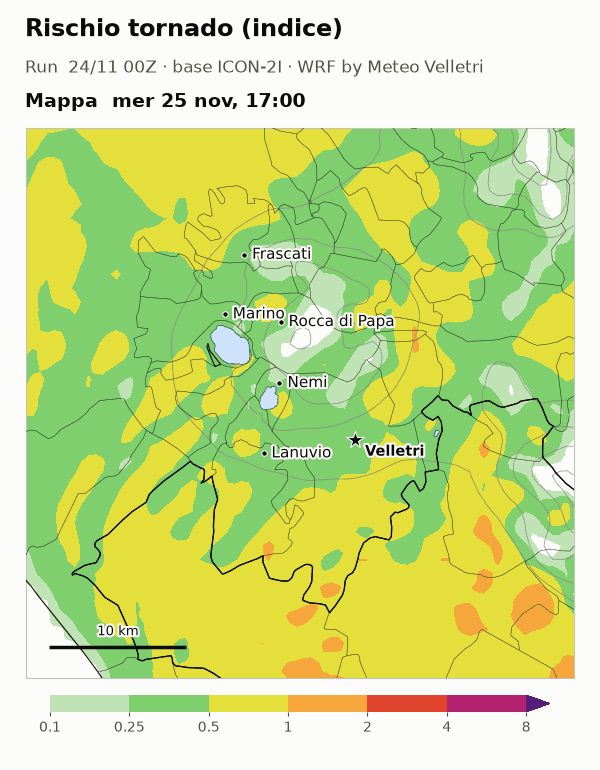 Rischio tornado (indice)
Run  24/11 00Z · base ICON-2I · WRF by Meteo Velletri
Mappa  mer 25 nov, 17:00
Frascati
Marino
Rocca di Papa
Nemi
Velletri
Lanuvio
10 km
0.1 0.25 0.5 1 2 4 8